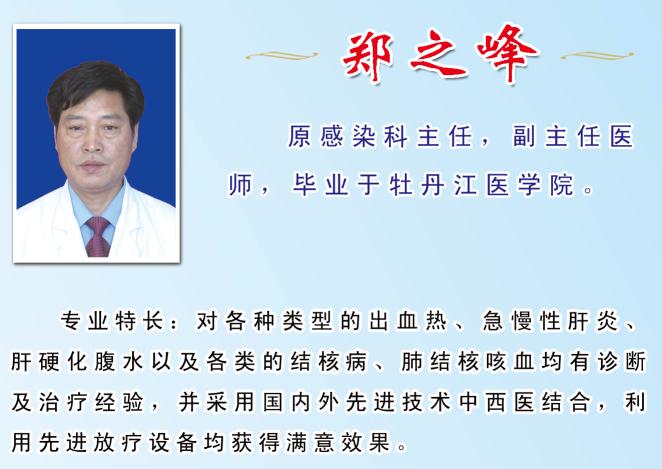 郑之峰
原感染科主任，副主任医
师，毕业于牡丹江医学院。
专业特长：对各种类型的出血热、急慢性肝炎、
肝硬化腹水以及各类的结核病、肺结核咳血均有诊断
及治疗经验，并采用国内外先进技术中西医结合，利
用先进放疗设备均获得满意效果。